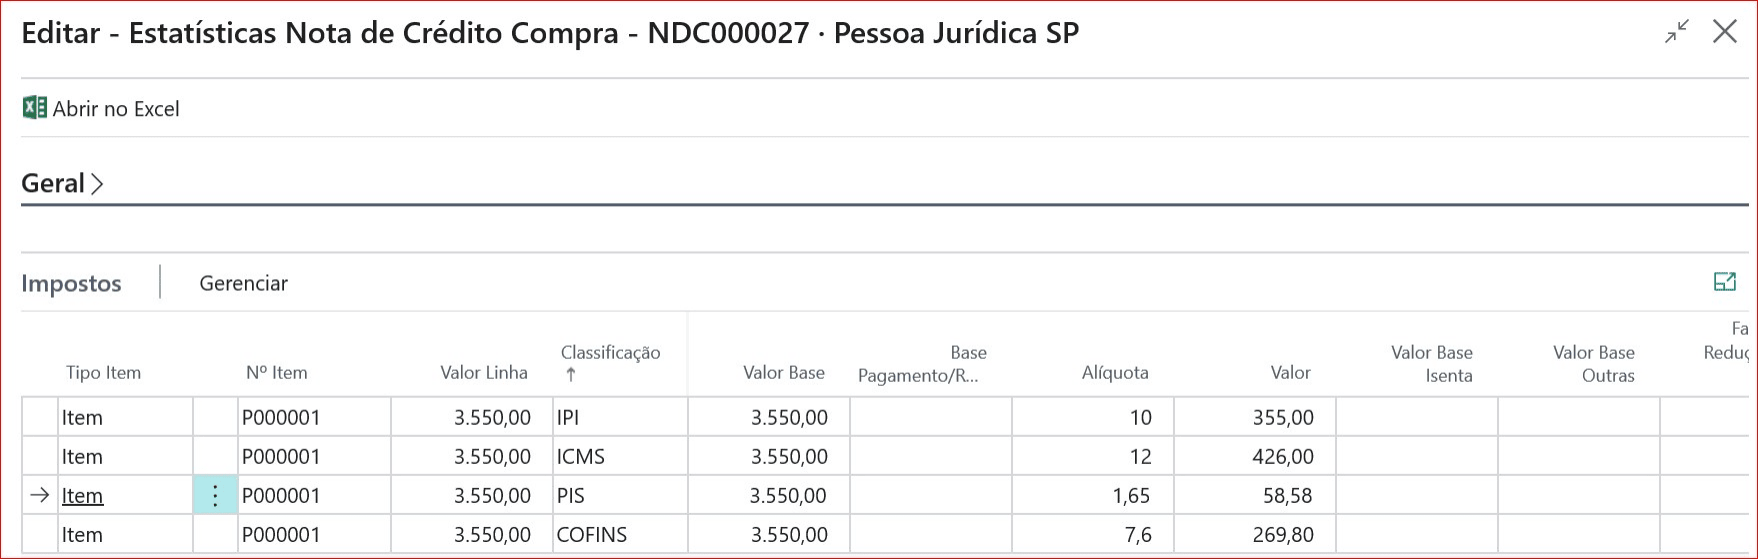 Editar - Estatísticas Nota de Crédito Compra - NDC000027 · Pessoa Jurídica SP
Abrir no Excel
Geral
Impostos Gerenciar
Tipo Item Nº Item Valor Linha Classificação ↑ Valor Base Base Pagamento/R... Alíquota Valor Valor Base Isenta Valor Base Outras Fa Reduç
Item P000001 3.550,00 IPI 3.550,00 10 355,00
Item P000001 3.550,00 ICMS 3.550,00 12 426,00
Item P000001 3.550,00 PIS 3.550,00 1,65 58,58
Item P000001 3.550,00 COFINS 3.550,00 7,6 269,80